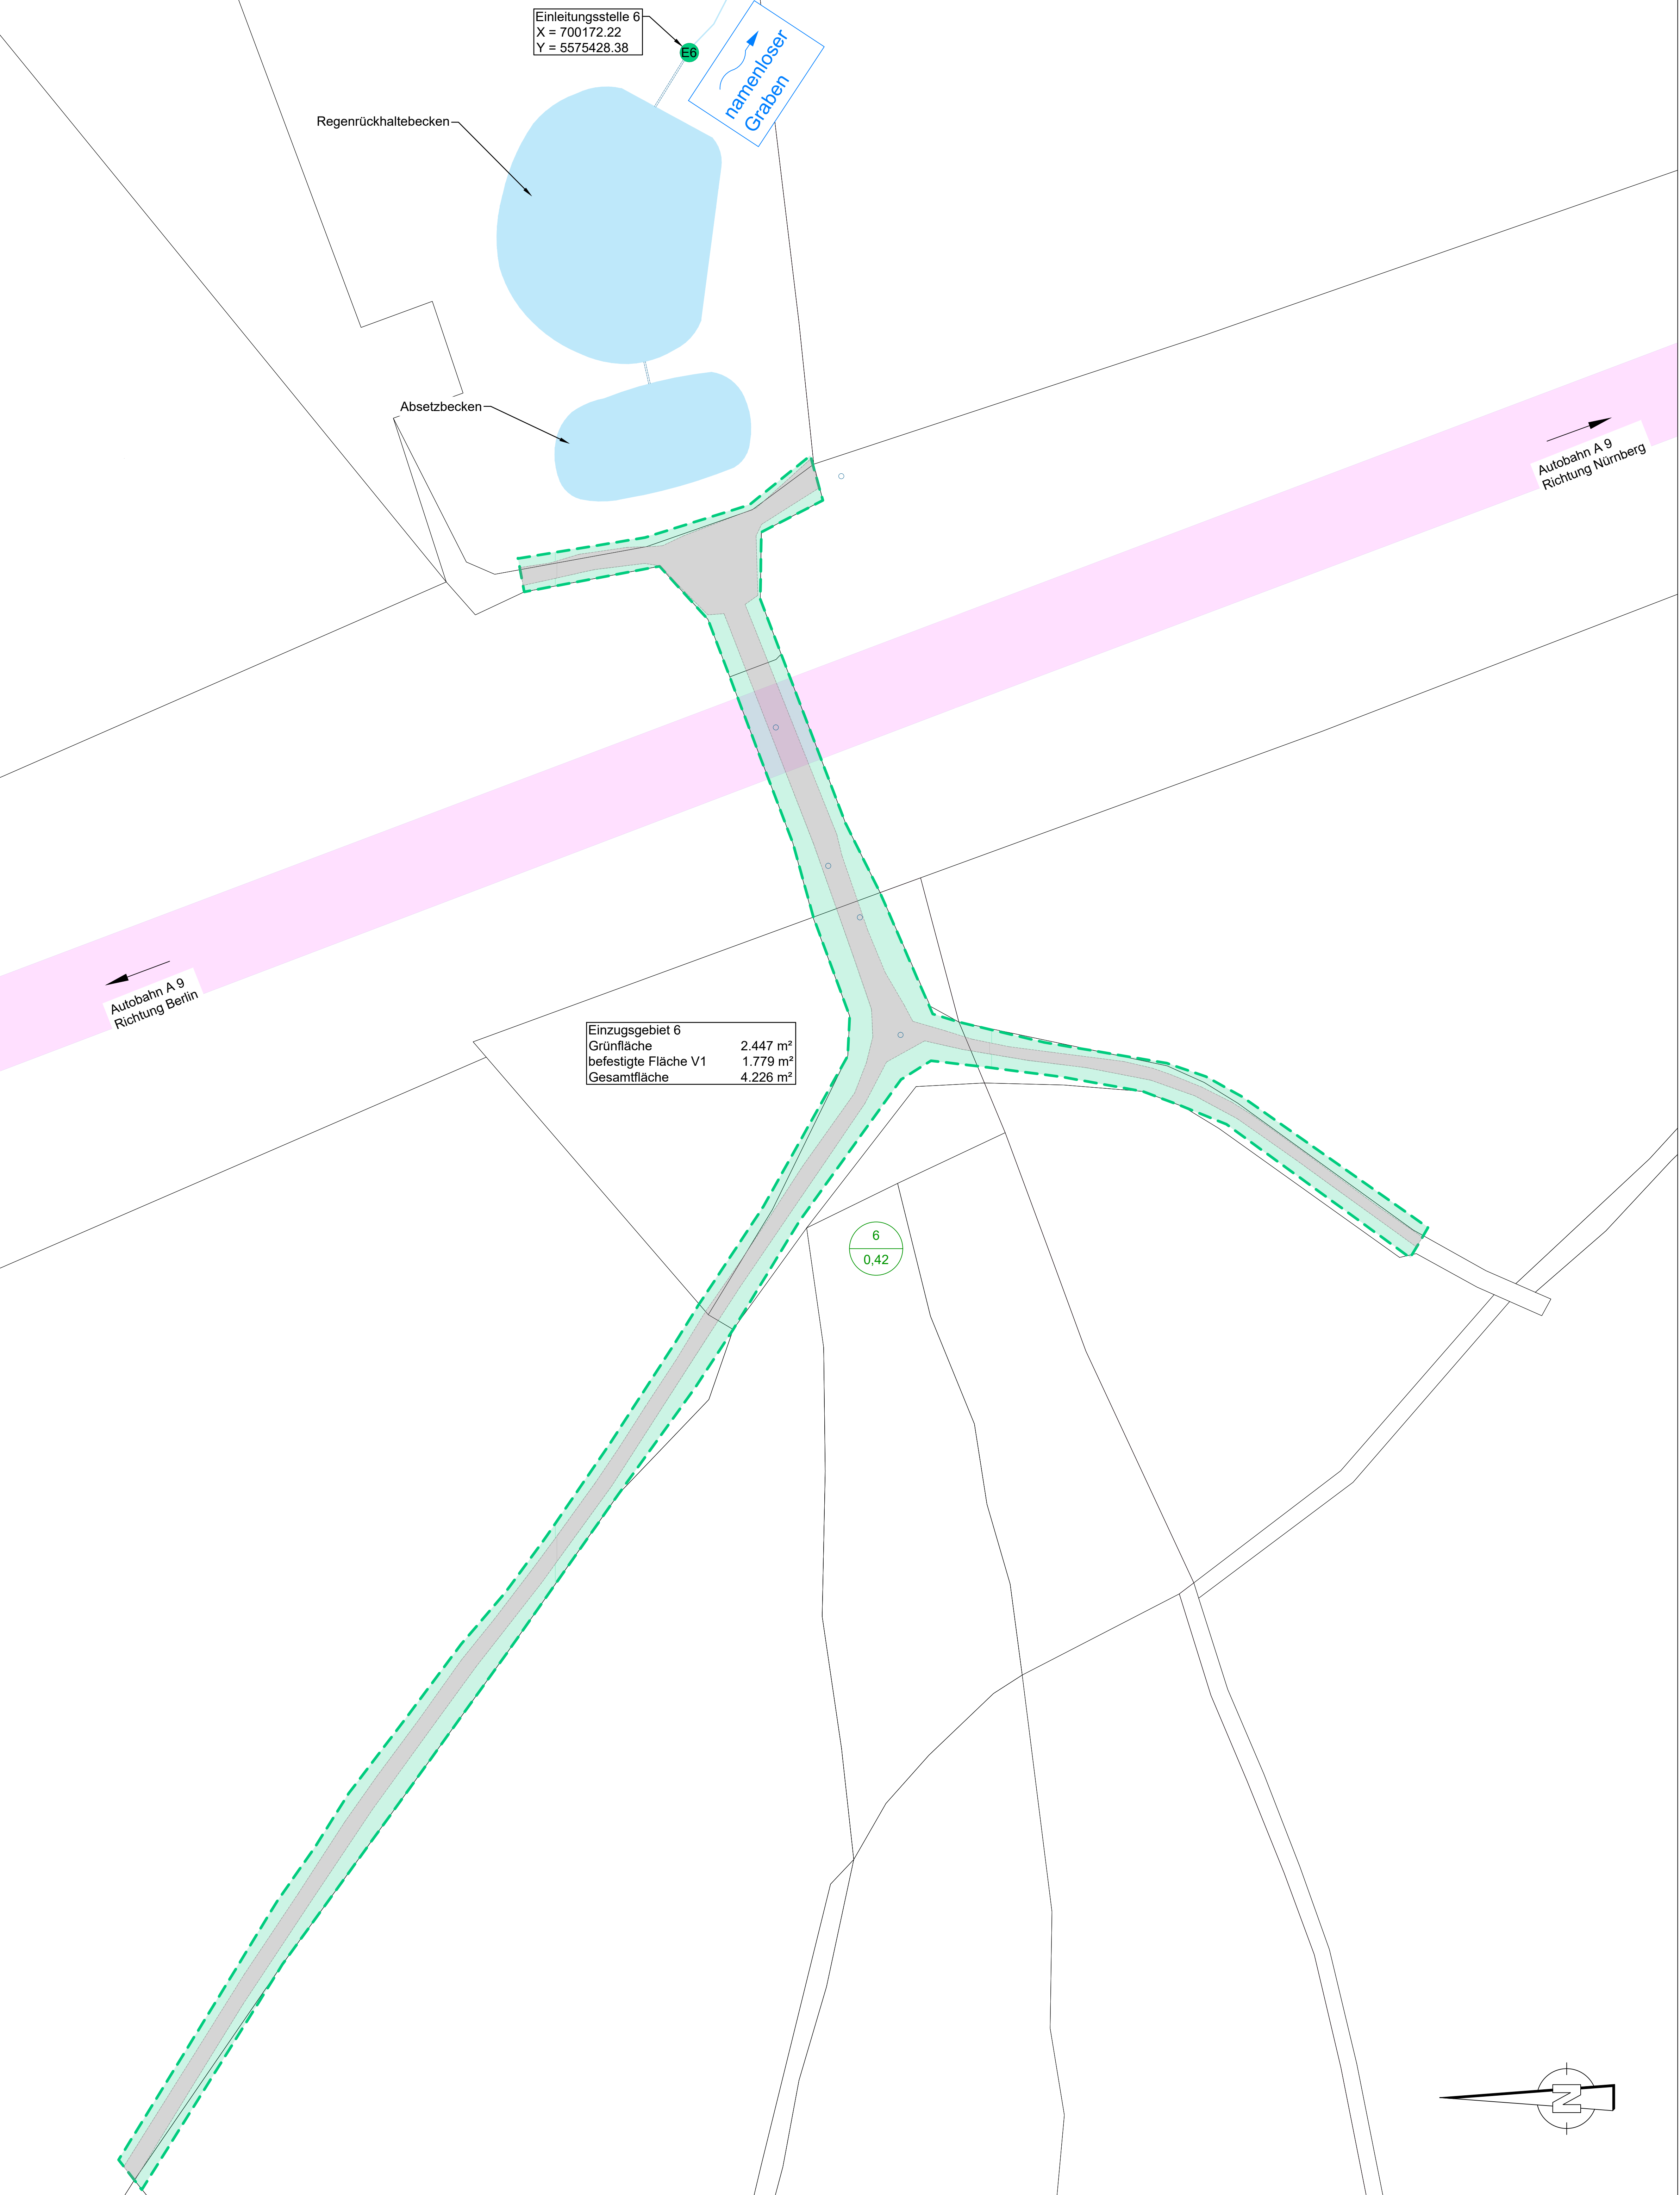 Einleitungsstelle 6
X = 700172.22
Y = 5575428.38
E6
namenloser
Graben
Regenrückhaltebecken
Absetzbecken
Autobahn A 9
Richtung Nürnberg
Autobahn A 9
Richtung Berlin
Einzugsgebiet 6
Grünfläche 2.447 m²
befestigte Fläche V1 1.779 m²
Gesamtfläche 4.226 m²
6
0,42
N